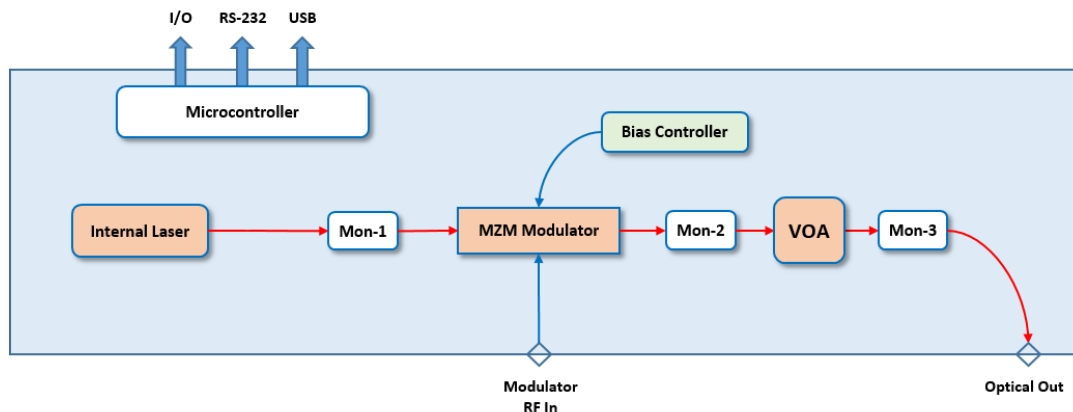 I/O RS-232 USB
Microcontroller
Bias Controller
Internal Laser Mon-1 MZM Modulator Mon-2 VOA Mon-3
Modulator
RF In
Optical Out